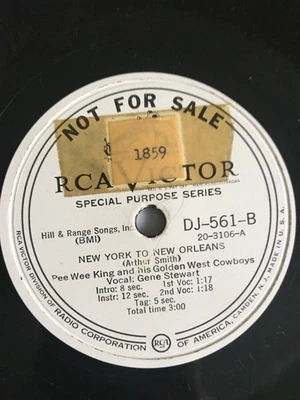 NOT FOR SALE
1859
RCA VICTOR
SPECIAL PURPOSE SERIES
Hill & Range Songs, Inc.
(BMI)
DJ-561-B
20-3106-A
NEW YORK TO NEW ORLEANS
(Arthur Smith)
Pee Wee King and his Golden West Cowboys
Vocal: Gene Stewart
Intro: 8 sec. 1st Voc: 1:17
Instr: 12 sec. 2nd Voc: 1:18
Tag: 5 sec.
Total time 3:00
RCA VICTOR DIVISION OF RADIO CORPORATION OF AMERICA, CAMDEN, N.J. MADE IN U.S.A.
RCA